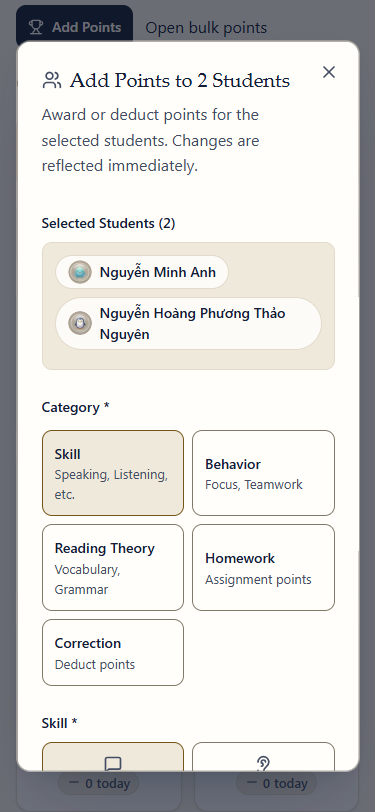 Add Points
Open bulk points
Add Points to 2 Students
Award or deduct points for the
selected students. Changes are
reflected immediately.
Selected Students (2)
Nguyễn Minh Anh
Nguyễn Hoàng Phương Thảo
Nguyên
Category *
Skill
Speaking, Listening,
etc.
Behavior
Focus, Teamwork
Reading Theory
Vocabulary,
Grammar
Homework
Assignment points
Correction
Deduct points
Skill *
0 today
0 today